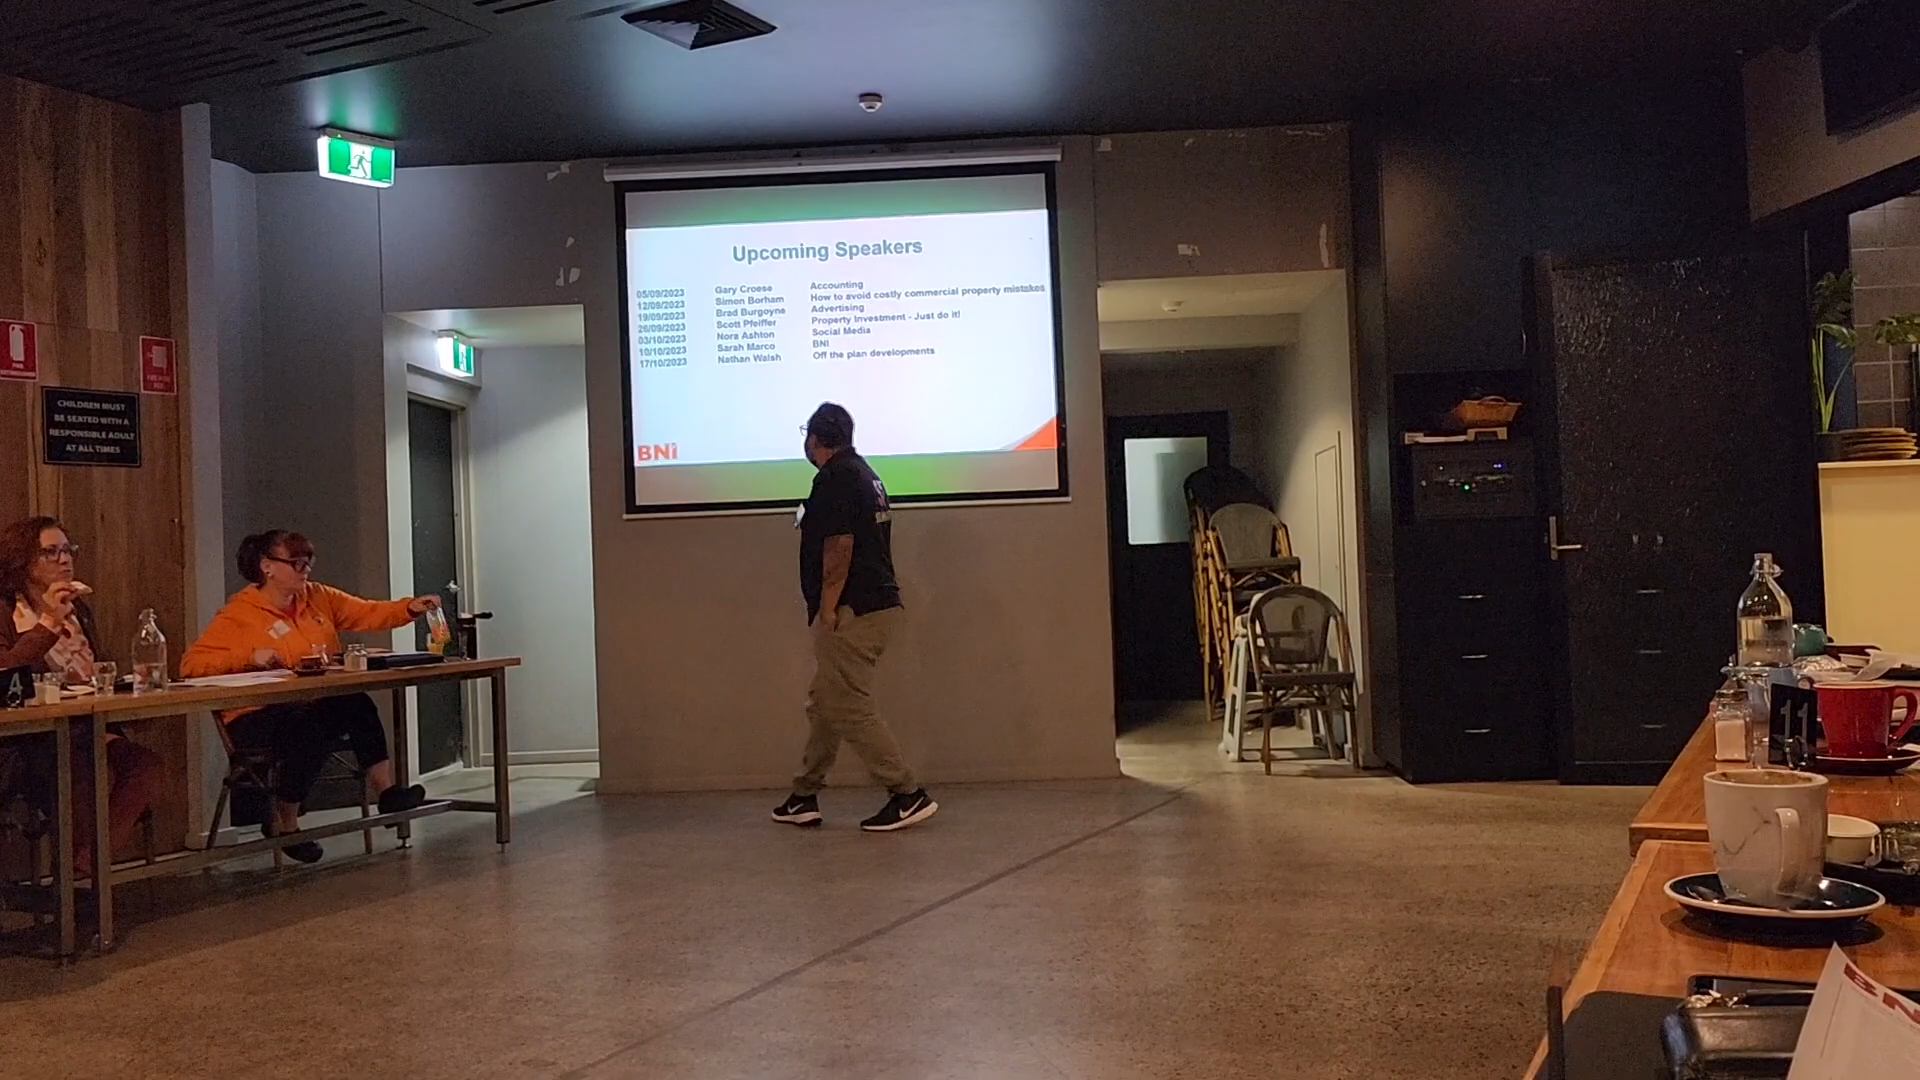 Upcoming Speakers
05/09/2023 Gary Croese Accounting
12/09/2023 Simon Borham How to avoid costly commercial property mistakes
19/09/2023 Brad Burgoyne Advertising
26/09/2023 Scott Pfeiffer Property Investment - Just do it!
03/10/2023 Nora Ashton Social Media
10/10/2023 Sarah Marco BNI
17/10/2023 Nathan Walsh Off the plan developments
BNI
CHILDREN MUST
BE SEATED WITH A
RESPONSIBLE ADULT
AT ALL TIMES
4
11
BN